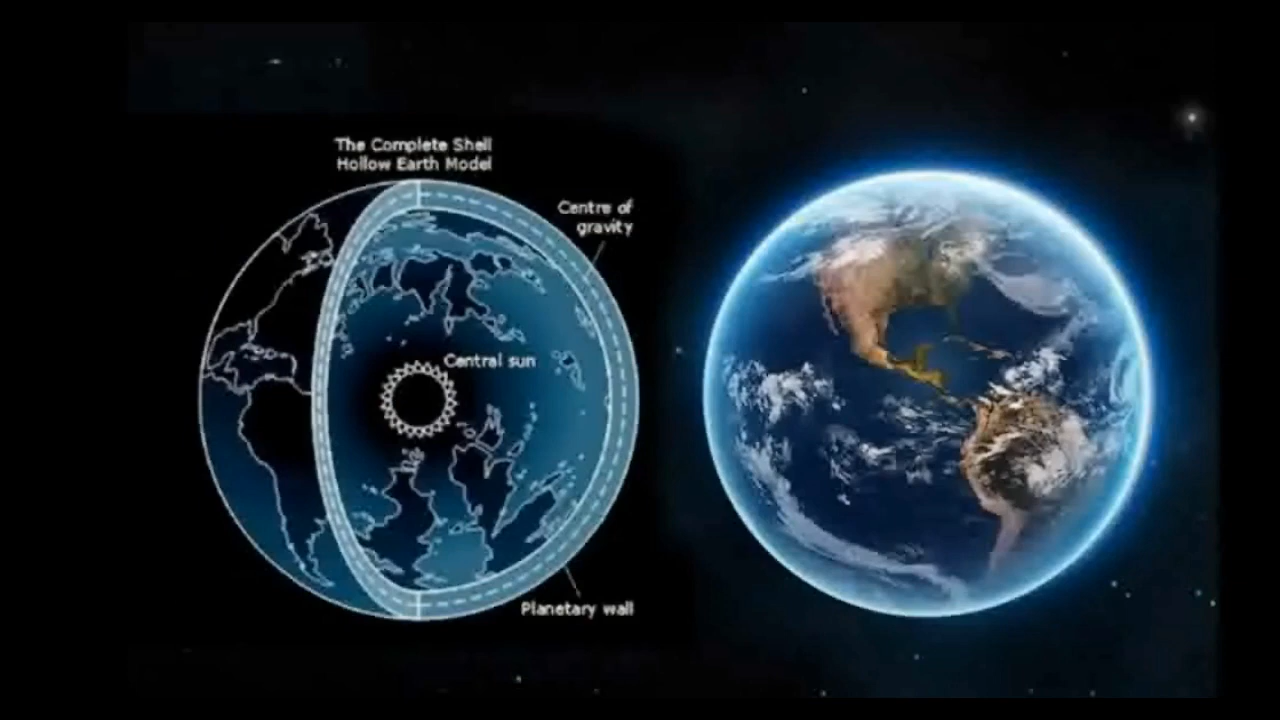 The Complete Shell
Hollow Earth Model
Centre of
gravity
Central sun
Planetary wall